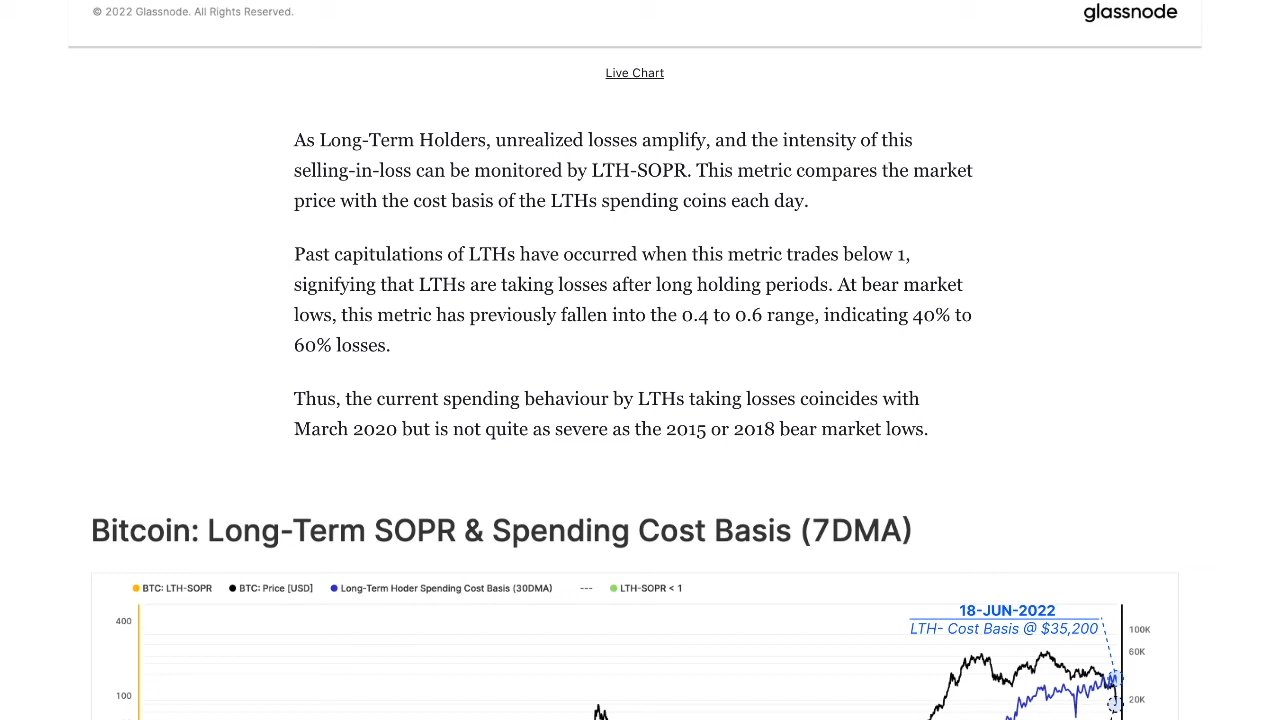 © 2022 Glassnode. All Rights Reserved.
glassnode
Live Chart
As Long-Term Holders, unrealized losses amplify, and the intensity of this
selling-in-loss can be monitored by LTH-SOPR. This metric compares the market
price with the cost basis of the LTHs spending coins each day.
Past capitulations of LTHs have occurred when this metric trades below 1,
signifying that LTHs are taking losses after long holding periods. At bear market
lows, this metric has previously fallen into the 0.4 to 0.6 range, indicating 40% to
60% losses.
Thus, the current spending behaviour by LTHs taking losses coincides with
March 2020 but is not quite as severe as the 2015 or 2018 bear market lows.
Bitcoin: Long-Term SOPR & Spending Cost Basis (7DMA)
BTC: LTH-SOPR BTC: Price [USD] Long-Term Hoder Spending Cost Basis (30DMA) --- LTH-SOPR < 1
18-JUN-2022
LTH- Cost Basis @ $35,200
400
100K
60K
100
20K